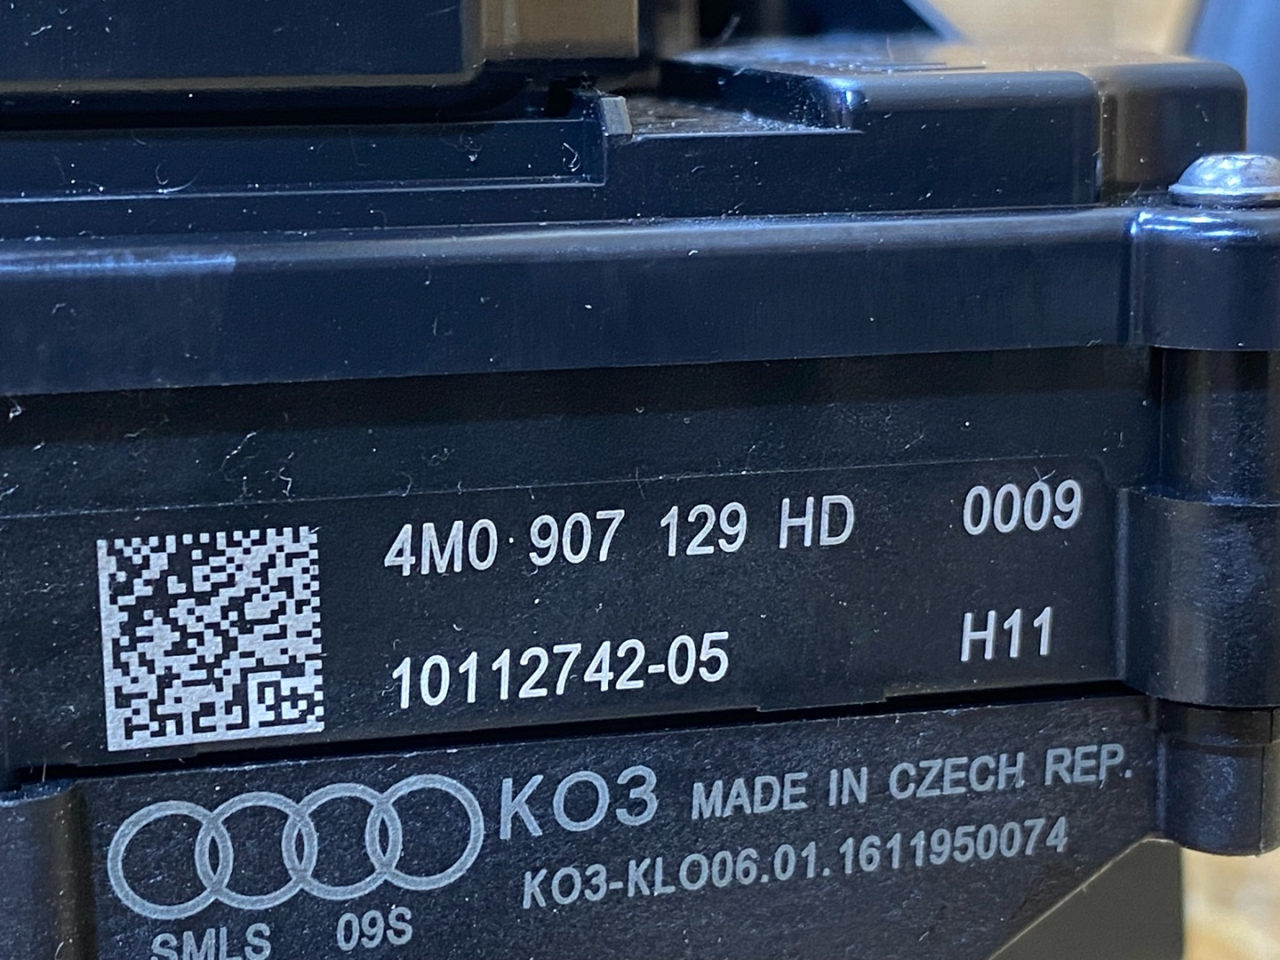 4M0 907 129 HD 0009
10112742-05 H11
KO3 MADE IN CZECH REP.
KO3-KLO06.01.1611950074
SMLS 09S